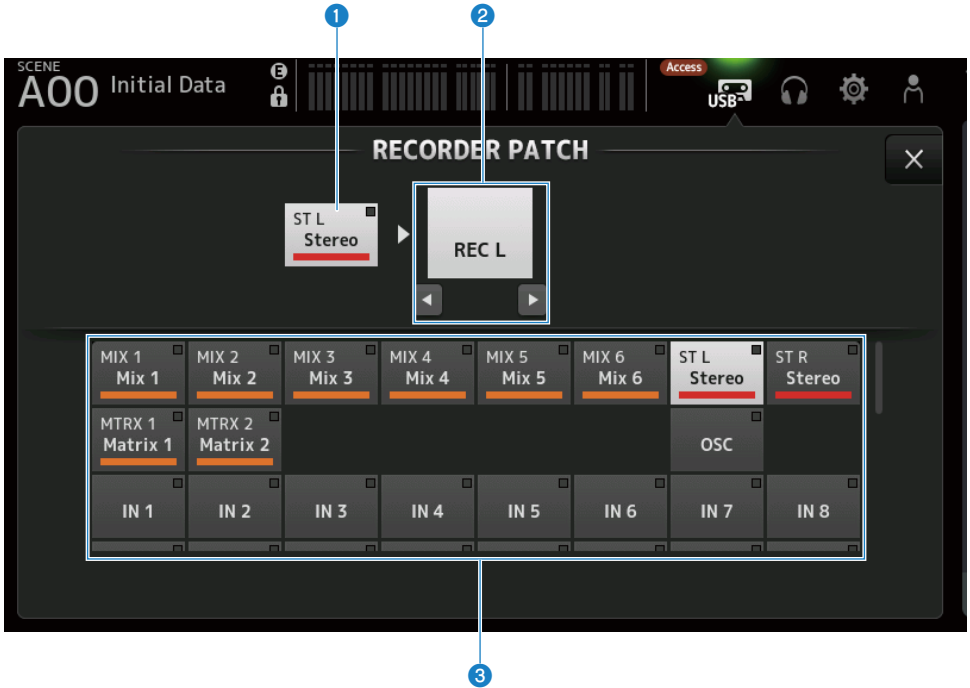 1 2
SCENE
A00 Initial Data
E
Access
USB
RECORDER PATCH
ST L
Stereo
REC L
MIX 1 MIX 2 MIX 3 MIX 4 MIX 5 MIX 6 ST L ST R
Mix 1 Mix 2 Mix 3 Mix 4 Mix 5 Mix 6 Stereo Stereo
MTRX 1 MTRX 2
Matrix 1 Matrix 2 OSC
IN 1 IN 2 IN 3 IN 4 IN 5 IN 6 IN 7 IN 8
3